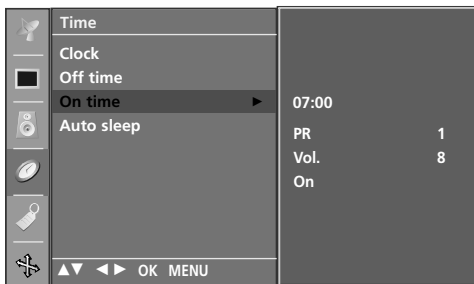 Time
Clock
Off time
On time ►
Auto sleep
▲▼ ◄► OK MENU
07:00
PR 1
Vol. 8
On